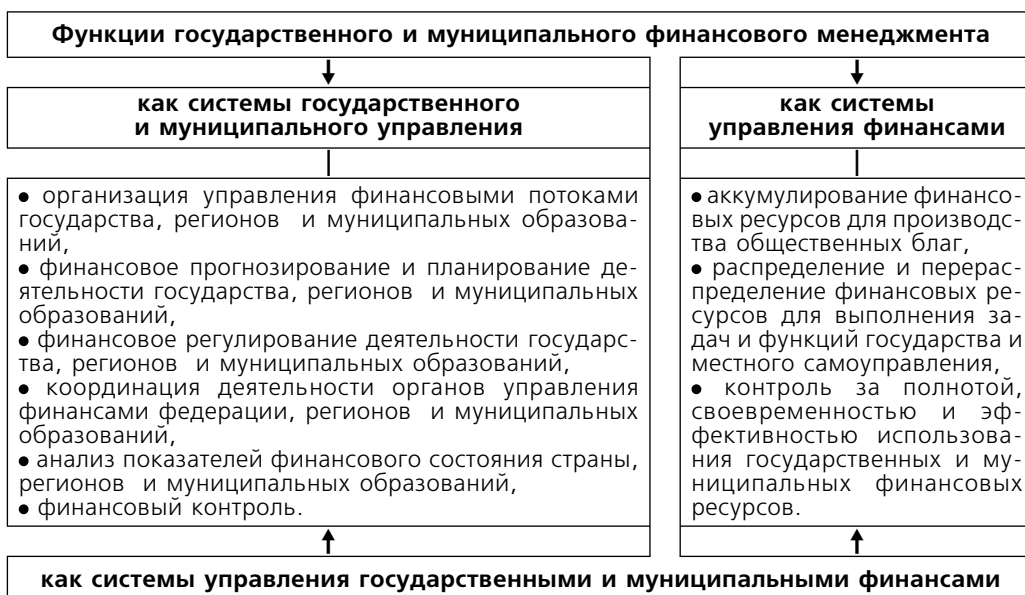 Функции государственного и муниципального финансового менеджмента
как системы государственного
и муниципального управления
• организация управления финансовыми потоками
государства, регионов и муниципальных образова-
ний,
• финансовое прогнозирование и планирование де-
ятельности государства, регионов и муниципальных
образований,
• финансовое регулирование деятельности государс-
тва, регионов и муниципальных образований,
• координация деятельности органов управления
финансами федерации, регионов и муниципальных
образований,
• анализ показателей финансового состояния страны,
регионов и муниципальных образований,
• финансовый контроль.
как системы
управления финансами
• аккумулирование финансо-
вых ресурсов для производс-
тва общественных благ,
• распределение и перерас-
пределение финансовых ре-
сурсов для выполнения за-
дач и функций государства и
местного самоуправления,
• контроль за полнотой,
своевременностью и эф-
фективностью использова-
ния государственных и му-
ниципальных финансовых
ресурсов.
как системы управления государственными и муниципальными финансами